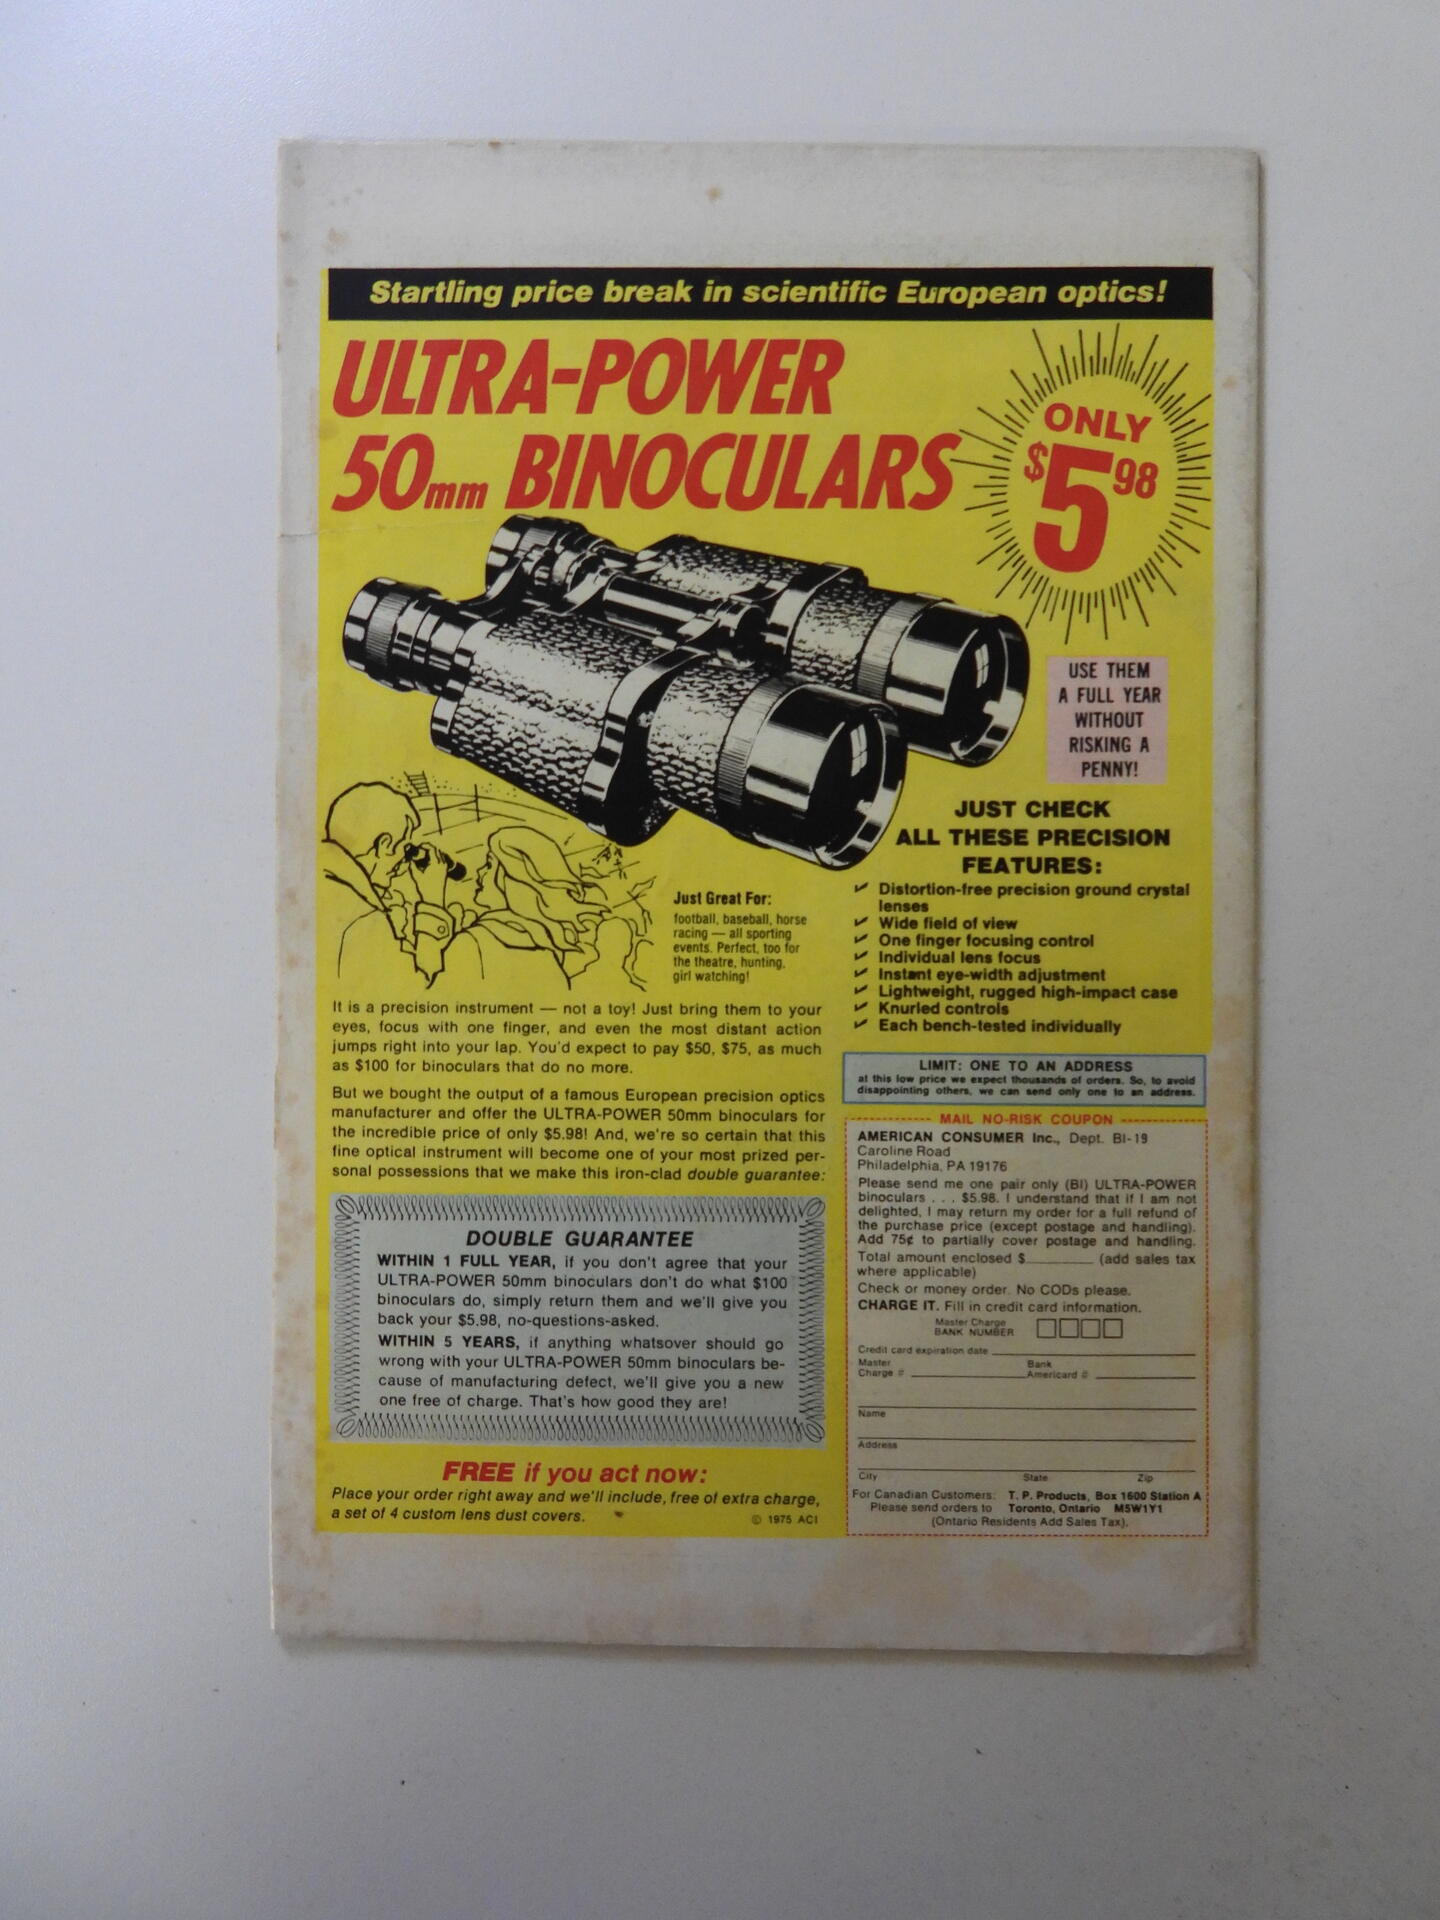 Startling price break in scientific European optics!
ULTRA-POWER
50mm BINOCULARS
ONLY
$5 98
USE THEM
A FULL YEAR
WITHOUT
RISKING A
PENNY!
JUST CHECK
ALL THESE PRECISION
FEATURES:
✓ Distortion-free precision ground crystal
lenses
✓ Wide field of view
✓ One finger focusing control
✓ Individual lens focus
✓ Instant eye-width adjustment
✓ Lightweight, rugged high-impact case
✓ Knurled controls
✓ Each bench-tested individually
Just Great For:
football, baseball, horse
racing — all sporting
events. Perfect, too for
the theatre, hunting,
girl watching!
It is a precision instrument — not a toy! Just bring them to your
eyes, focus with one finger, and even the most distant action
jumps right into your lap. You'd expect to pay $50, $75, as much
as $100 for binoculars that do no more.
But we bought the output of a famous European precision optics
manufacturer and offer the ULTRA-POWER 50mm binoculars for
the incredible price of only $5.98! And, we're so certain that this
fine optical instrument will become one of your most prized per-
sonal possessions that we make this iron-clad double guarantee:
DOUBLE GUARANTEE
WITHIN 1 FULL YEAR, if you don't agree that your
ULTRA-POWER 50mm binoculars don't do what $100
binoculars do, simply return them and we'll give you
back your $5.98, no-questions-asked.
WITHIN 5 YEARS, if anything whatsover should go
wrong with your ULTRA-POWER 50mm binoculars be-
cause of manufacturing defect, we'll give you a new
one free of charge. That's how good they are!
FREE if you act now:
Place your order right away and we'll include, free of extra charge,
a set of 4 custom lens dust covers.
© 1975 ACI
LIMIT: ONE TO AN ADDRESS
at this low price we expect thousands of orders. So, to avoid
disappointing others, we can send only one to an address.
MAIL NO-RISK COUPON
AMERICAN CONSUMER Inc., Dept. BI-19
Caroline Road
Philadelphia, PA 19176
Please send me one pair only (BI) ULTRA-POWER
binoculars . . . $5.98. I understand that if I am not
delighted, I may return my order for a full refund of
the purchase price (except postage and handling).
Add 75¢ to partially cover postage and handling.
Total amount enclosed $________ (add sales tax
where applicable)
Check or money order. No CODs please.
CHARGE IT. Fill in credit card information.
Master Charge
BANK NUMBER
Credit card expiration date
Master Bank
Charge # Americard #
Name
Address
City State Zip
For Canadian Customers: T. P. Products, Box 1600 Station A
Please send orders to Toronto, Ontario M5W1Y1
(Ontario Residents Add Sales Tax).